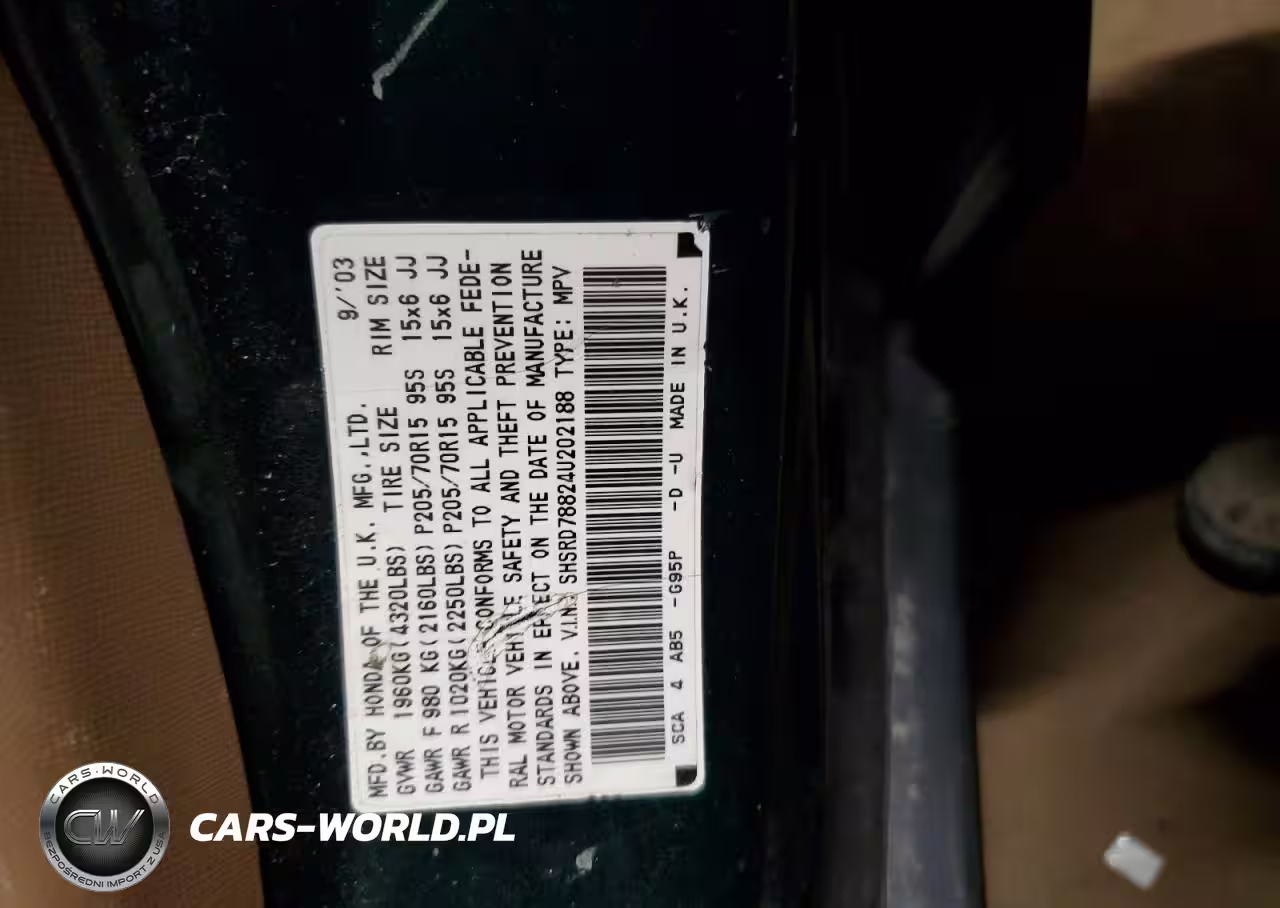 MFD.BY HONDA OF THE U.K. MFG.,LTD. 9/'03
GVWR 1960KG(4320LBS) TIRE SIZE RIM SIZE
GAWR F 980 KG(2160LBS)P205/70R15 95S 15x6 JJ
GAWR R 1020KG(2250LBS)P205/70R15 95S 15x6 JJ
THIS VEHICLE CONFORMS TO ALL APPLICABLE FEDE-
RAL MOTOR VEHICLE SAFETY AND THEFT PREVENTION
STANDARDS IN EFFECT ON THE DATE OF MANUFACTURE
SHOWN ABOVE. V.I.N: SHSRD78824U202188 TYPE: MPV
SCA 4 AB5 -G95P -D -U MADE IN U.K.
CARS-WORLD
CW
BEZPOŚREDNI IMPORT Z USA
CARS-WORLD.PL